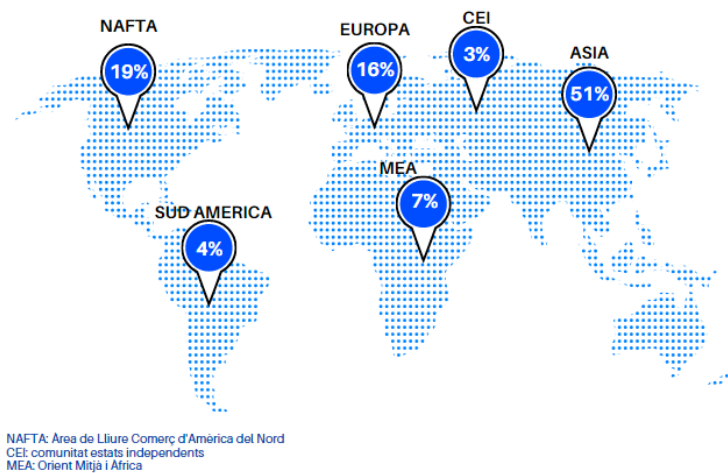 NAFTA
19%
EUROPA
16%
CEI
3%
ASIA
51%
MEA
7%
SUD AMERICA
4%
NAFTA: Àrea de Lliure Comerç d'Amèrica del Nord
CEI: comunitat estats independents
MEA: Orient Mitjà i Àfrica